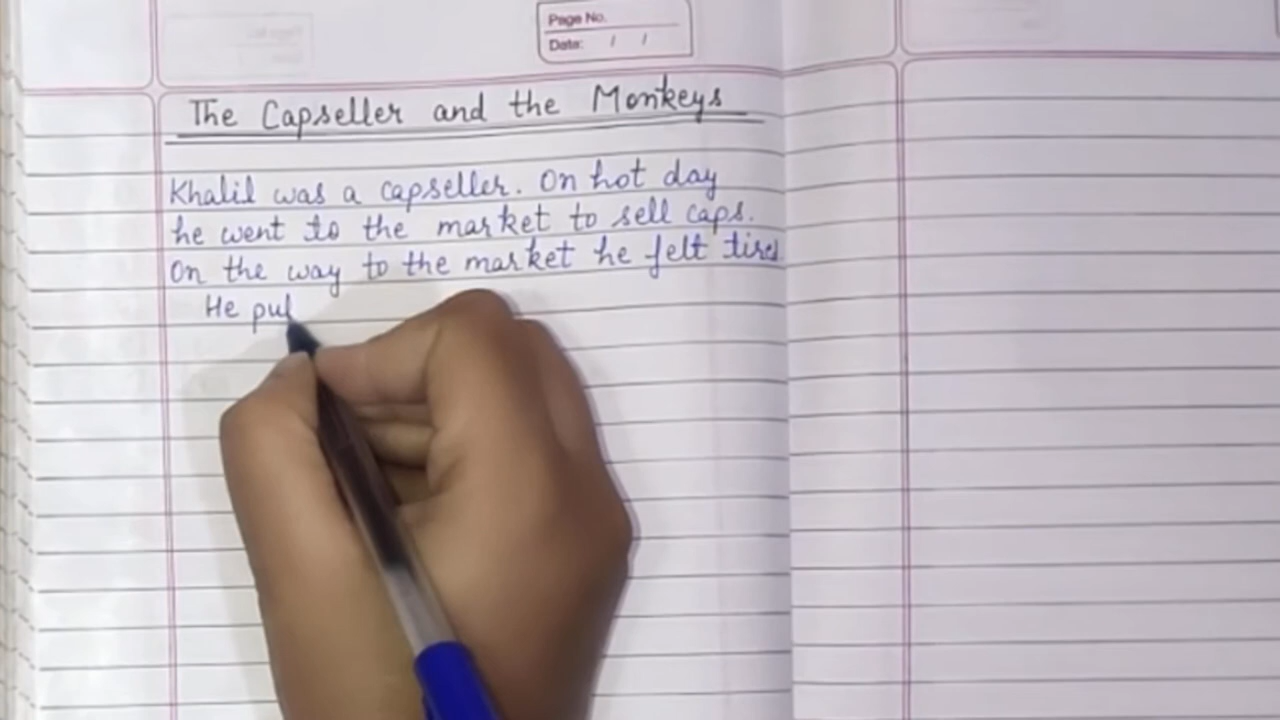 Page No.
Date: / /
The Capseller and the Monkeys
Khalil was a capseller. On hot day
he went to the market to sell caps.
On the way to the market he felt tired
He pul